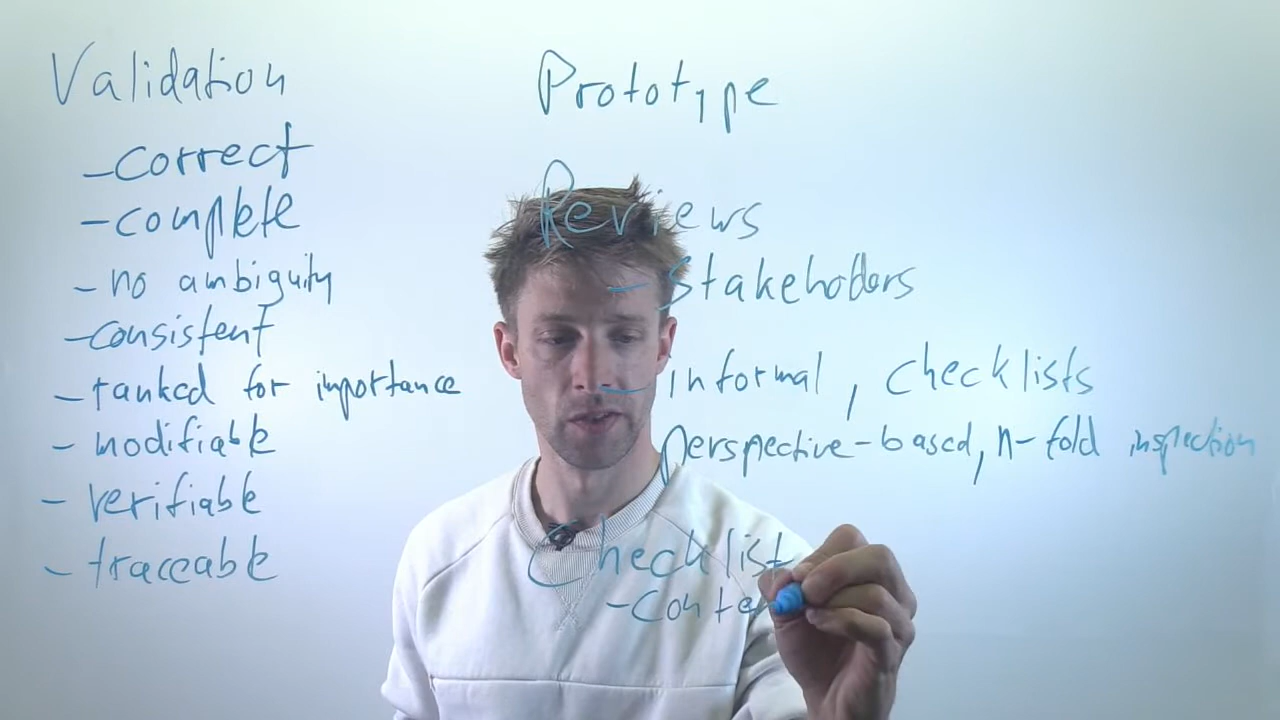 Validation
-correct
-complete
- no ambiguity
-consistent
- ranked for importance
- modifiable
- verifiable
- traceable
Prototype
Reviews
- Stakehoders
- informal, checklists
perspective-based, n-fold inspection
Checklist
-Conte